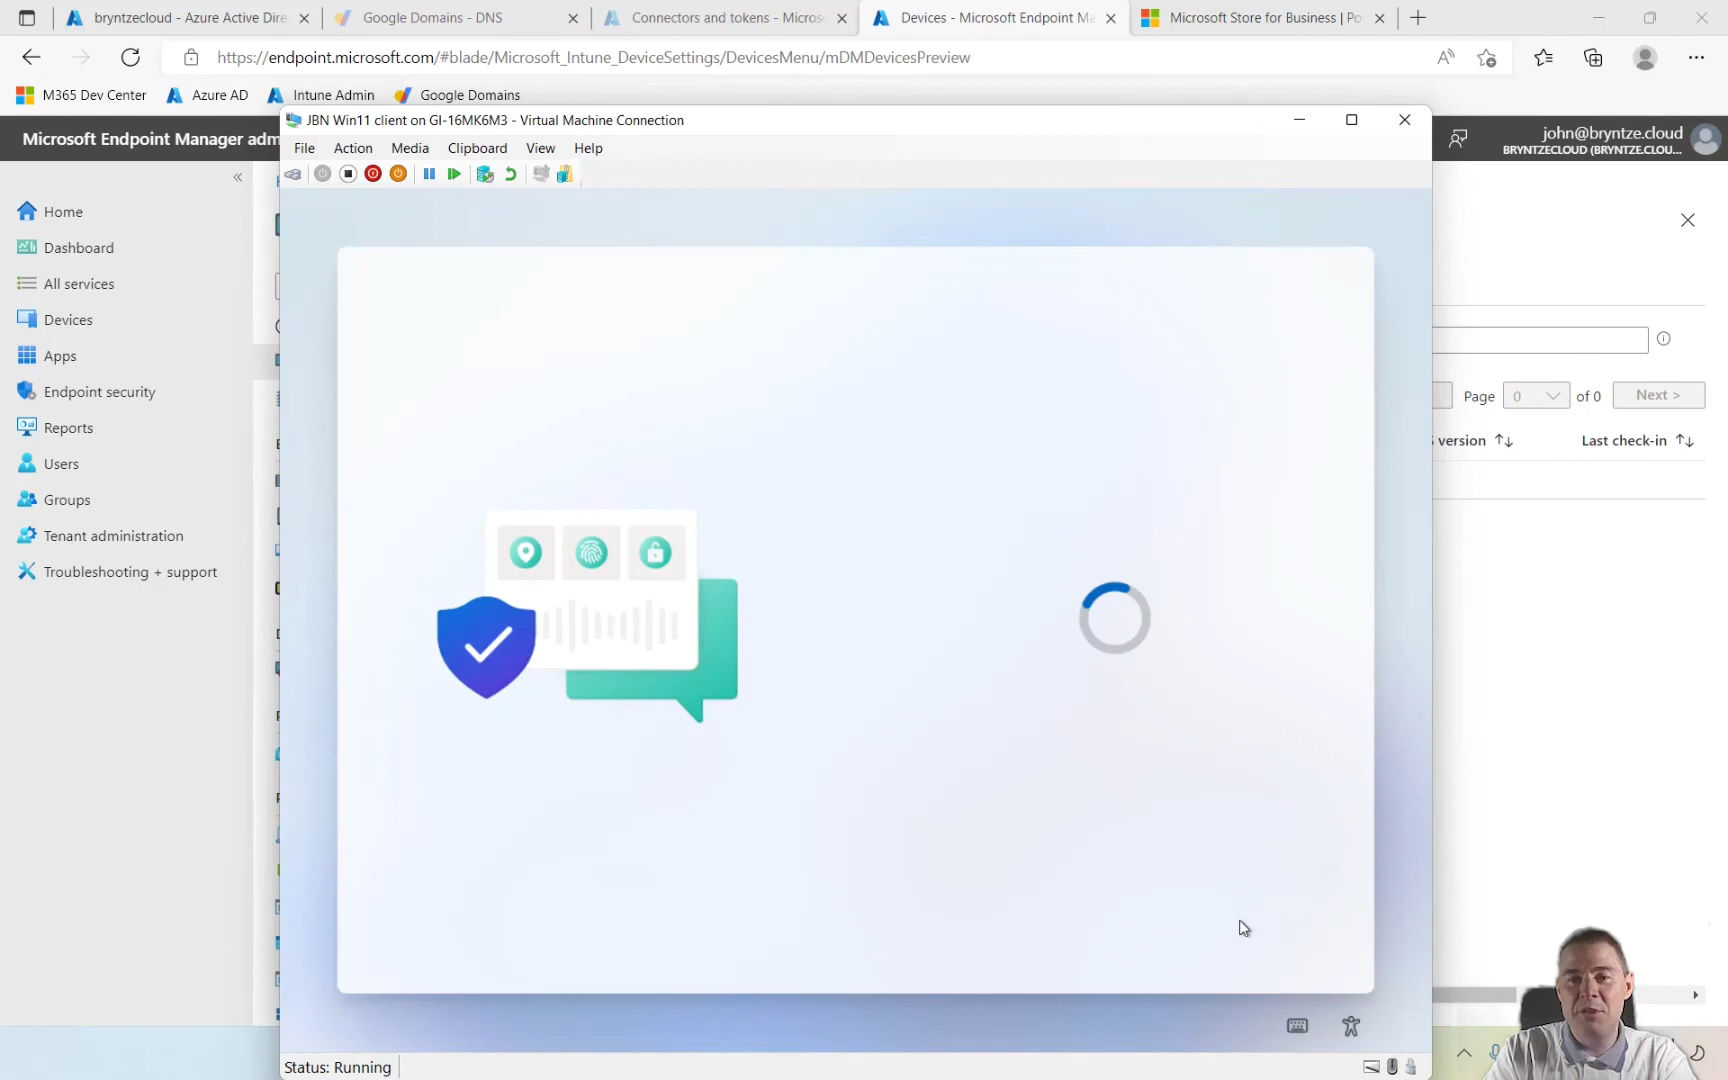 bryntzecloud - Azure Active Dire
Google Domains - DNS
Connectors and tokens - Micros
Devices - Microsoft Endpoint Ma
Microsoft Store for Business | Po
https://endpoint.microsoft.com/#blade/Microsoft_Intune_DeviceSettings/DevicesMenu/mDMDevicesPreview
M365 Dev Center
Azure AD
Intune Admin
Google Domains
Microsoft Endpoint Manager adm
john@bryntze.cloud
BRYNTZECLOUD (BRYNTZE.CLOU...
JBN Win11 client on GI-16MK6M3 - Virtual Machine Connection
File Action Media Clipboard View Help
Home
Dashboard
All services
Devices
Apps
Endpoint security
Reports
Users
Groups
Tenant administration
Troubleshooting + support
Page 0 of 0 Next >
version
Last check-in
Status: Running